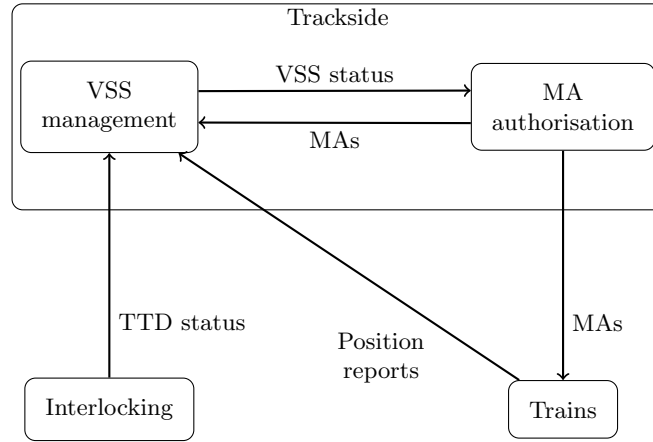 Trackside
VSS
management
VSS status
MAs
MA
authorisation
TTD status
Position
reports
MAs
Interlocking
Trains